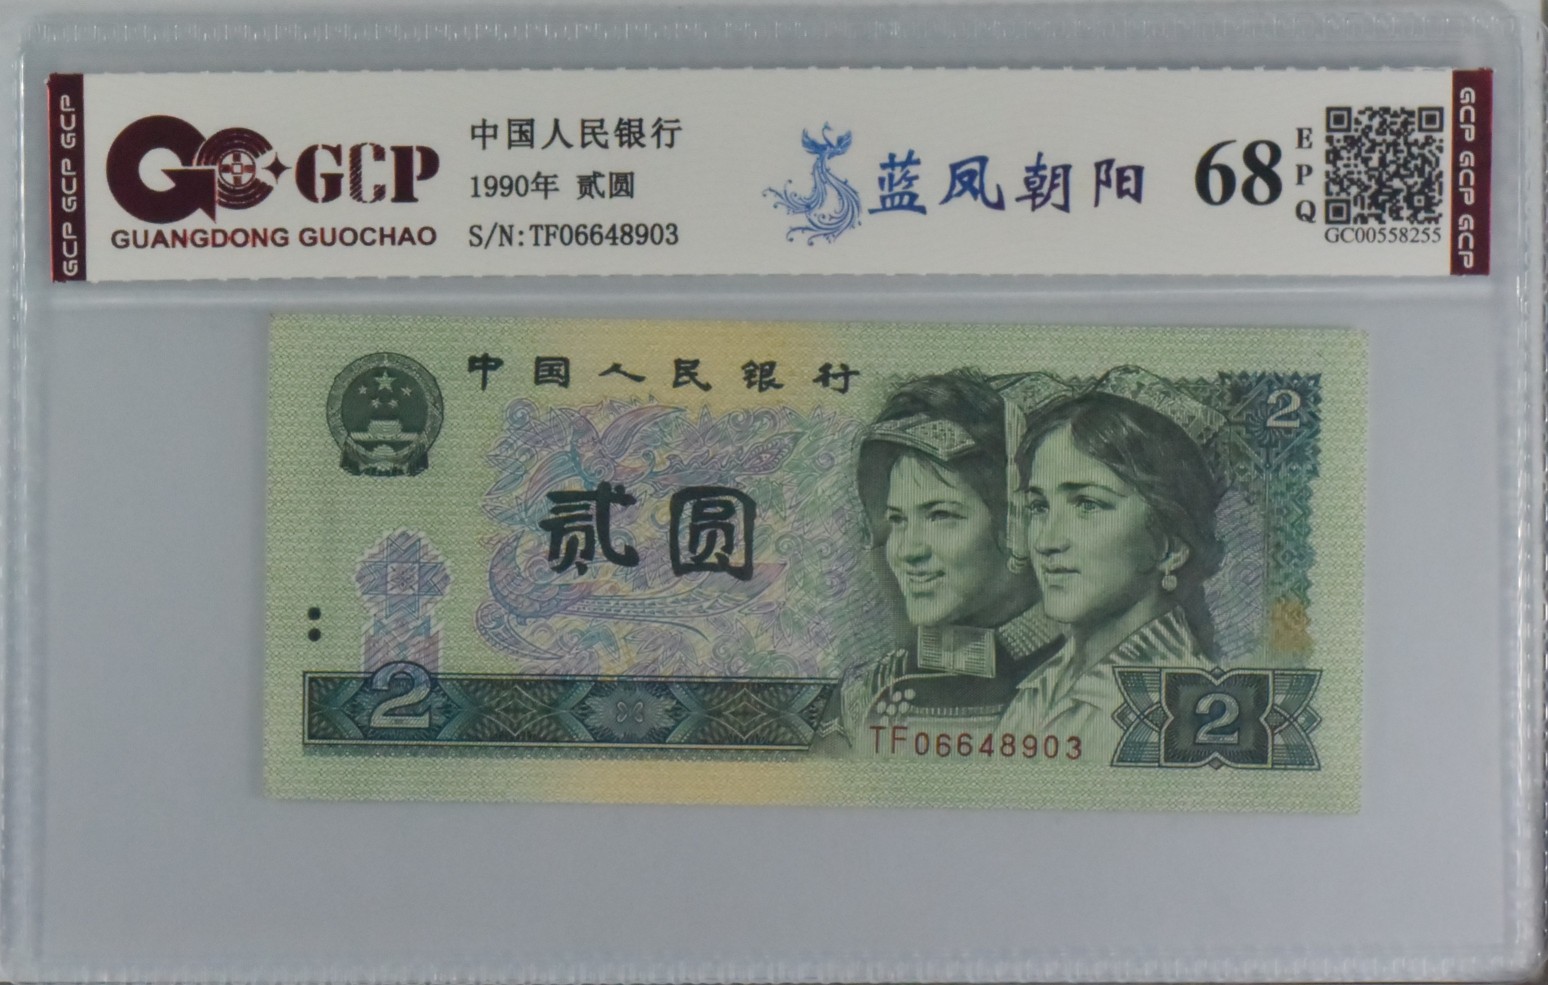 GCP GCP GCP
GCP
GUANGDONG GUOCHAO
中国人民银行
1990年 贰圆
S/N:TF06648903
蓝凤朝阳
68
EPQ
GC00558255
GCP GCP GCP
中国人民银行
2
贰圆
2
TF06648903
2